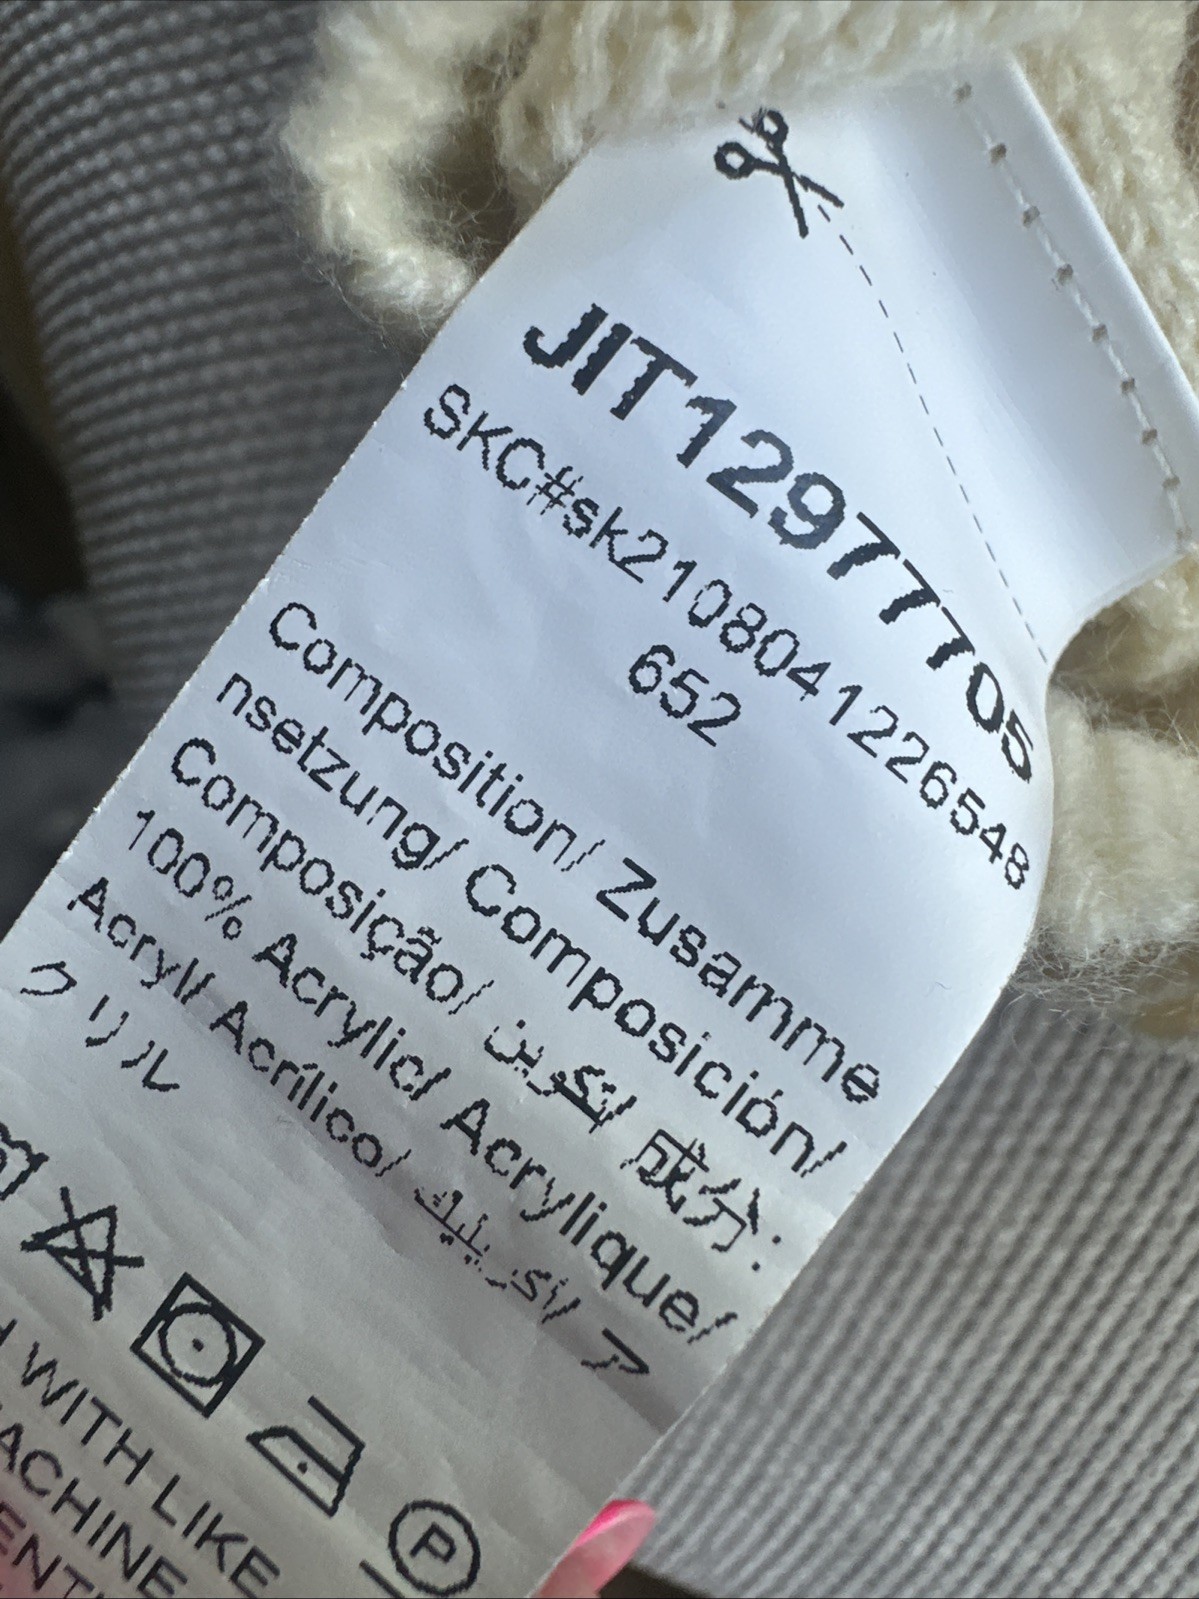 JIT12977705
SKC#sk2108041226548
652
Composition/ Zusamme
nsetzung/ Composición/
Composição/ تكوين/ 成分:
100% Acrylic/ Acrylique/
Acryl/ Acrílico/ اكريليك/ ア
クリル
P
WITH LIKE